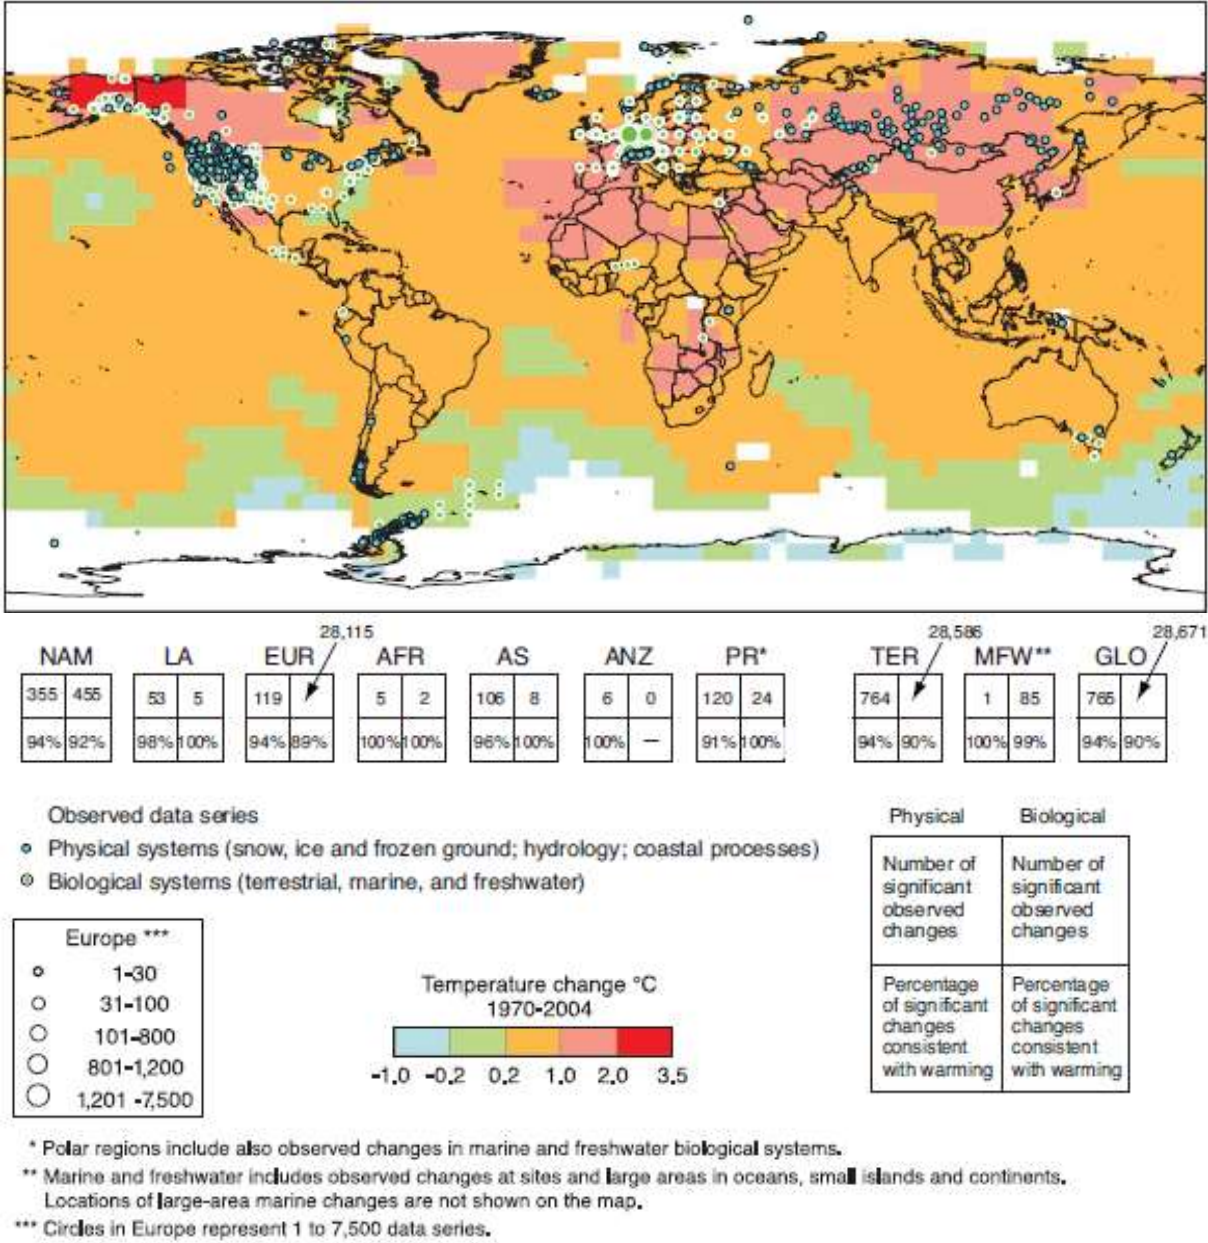 28,115 28,586 28,671
NAM LA EUR AFR AS ANZ PR* TER MFW** GLO
355 455 53 5 119 5 2 106 8 6 0 120 24 764 1 85 765
94% 92% 98% 100% 94% 89% 100% 100% 96% 100% 100% — 91% 100% 94% 90% 100% 99% 94% 90%
Observed data series
Physical systems (snow, ice and frozen ground; hydrology; coastal processes)
Biological systems (terrestrial, marine, and freshwater)
Europe ***
1-30
31-100
101-800
801-1,200
1,201 -7,500
Temperature change °C
1970-2004
-1.0 -0.2 0.2 1.0 2.0 3.5
Physical Biological
Number of Number of
significant significant
observed observed
changes changes
Percentage Percentage
of significant of significant
changes changes
consistent consistent
with warming with warming
* Polar regions include also observed changes in marine and freshwater biological systems.
** Marine and freshwater includes observed changes at sites and large areas in oceans, small islands and continents.
Locations of large-area marine changes are not shown on the map.
*** Circles in Europe represent 1 to 7,500 data series.